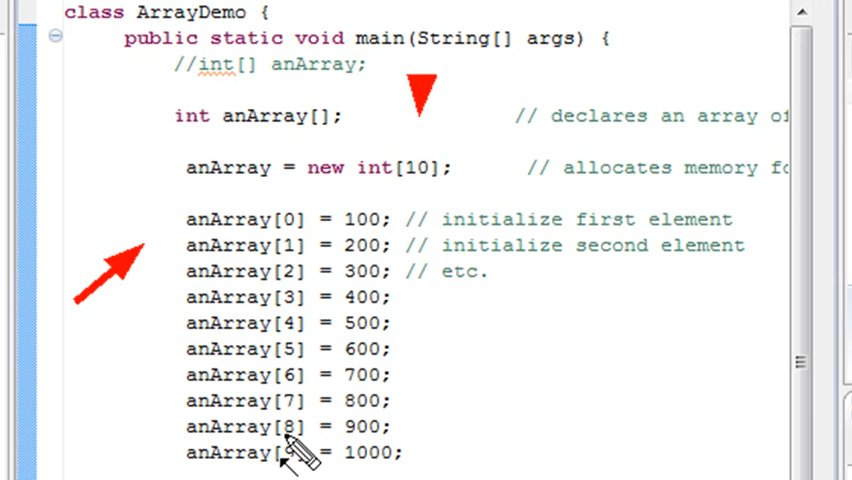 class ArrayDemo {
public static void main(String[] args) {
//int[] anArray;
int anArray[]; // declares an array of
anArray = new int[10]; // allocates memory
anArray[0] = 100; // initialize first element
anArray[1] = 200; // initialize second element
anArray[2] = 300; // etc.
anArray[3] = 400;
anArray[4] = 500;
anArray[5] = 600;
anArray[6] = 700;
anArray[7] = 800;
anArray[8] = 900;
anArray[9] = 1000;